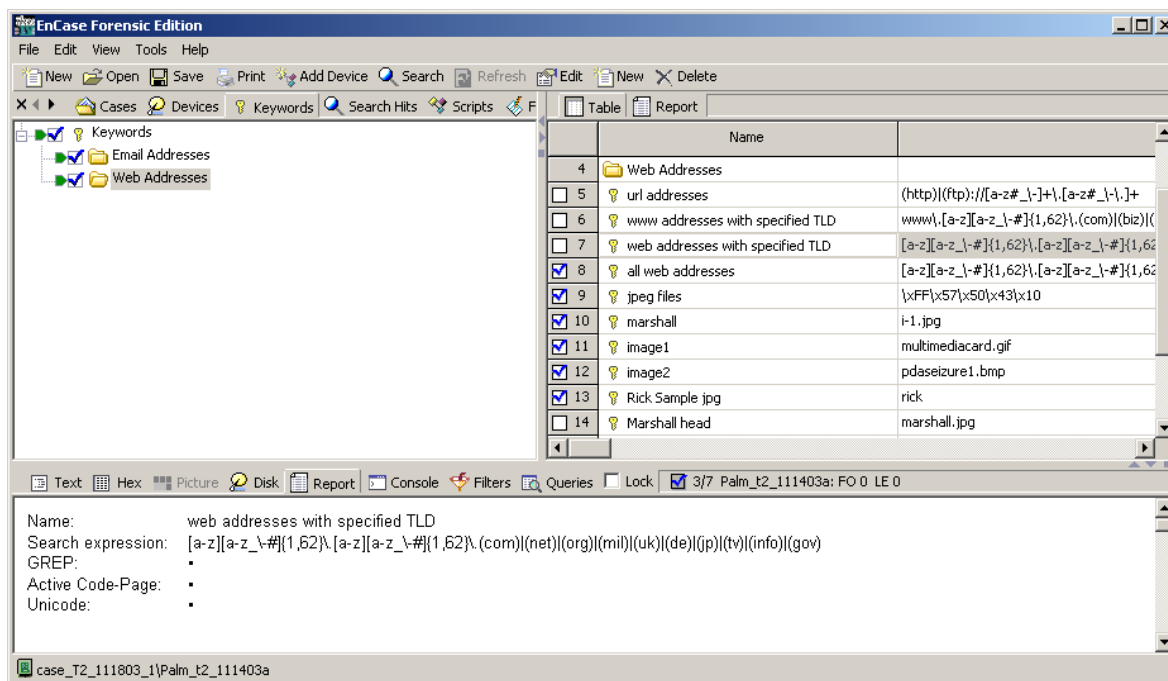 EnCase Forensic Edition
File Edit View Tools Help
New Open Save Print Add Device Search Refresh Edit New Delete
Cases Devices Keywords Search Hits Scripts F
Table Report
Keywords
Email Addresses
Web Addresses
Name
4 Web Addresses
5 url addresses (http)|(ftp)://[a-z#_\-]+\.[a-z#_\-\.]+
6 www addresses with specified TLD www\.[a-z][a-z_\-#]{1,62}\.(com)|(biz)|(
7 web addresses with specified TLD [a-z][a-z_\-#]{1,62}\.[a-z][a-z_\-#]{1,62
8 all web addresses [a-z][a-z_\-#]{1,62}\.[a-z][a-z_\-#]{1,62
9 jpeg files \xFF\x57\x50\x43\x10
10 marshall i-1.jpg
11 image1 multimediacard.gif
12 image2 pdaseizure1.bmp
13 Rick Sample jpg rick
14 Marshall head marshall.jpg
Text Hex Picture Disk Report Console Filters Queries Lock 3/7 Palm_t2_111403a: FO 0 LE 0
Name: web addresses with specified TLD
Search expression: [a-z][a-z_\-#]{1,62}\.[a-z][a-z_\-#]{1,62}\.(com)|(net)|(org)|(mil)|(uk)|(de)|(jp)|(tv)|(info)|(gov)
GREP: •
Active Code-Page: •
Unicode: •
case_T2_111803_1\Palm_t2_111403a